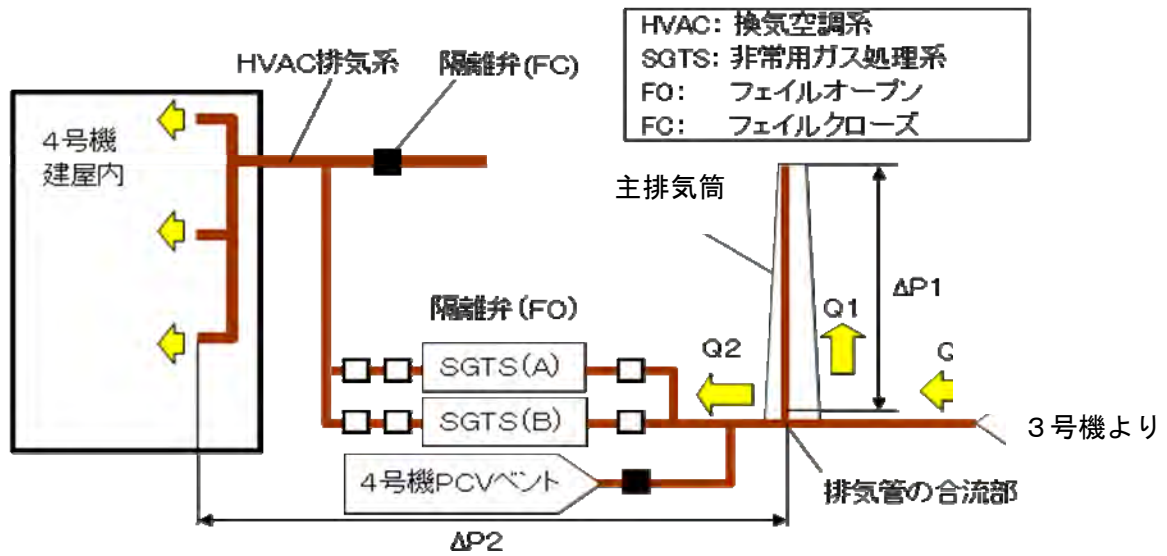 HVAC: 換気空調系
SGTS: 非常用ガス処理系
FO: フェイルオープン
FC: フェイルクローズ
HVAC排気系
隔離弁(FC)
4号機
建屋内
主排気筒
ΔP1
隔離弁(FO)
Q1
Q2
Q
SGTS(A)
SGTS(B)
3号機より
4号機PCVベント
排気管の合流部
ΔP2